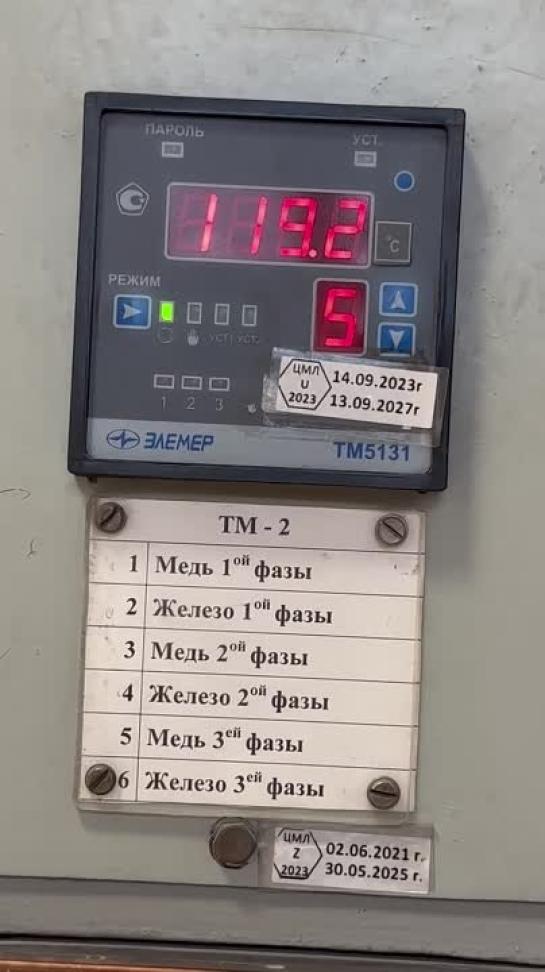 ПАРОЛЬ
УСТ.
119.2
°C
РЕЖИМ
5
УСТ1 УСТ.
1 2 3
ЦМЛ
U
2023
14.09.2023г
13.09.2027г
ЭЛЕМЕР
ТМ5131
ТМ - 2
1 Медь 1ой фазы
2 Железо 1ой фазы
3 Медь 2ой фазы
4 Железо 2ой фазы
5 Медь 3ей фазы
6 Железо 3ей фазы
ЦМЛ
Z
2023
02.06.2021 г.
30.05.2025 г.